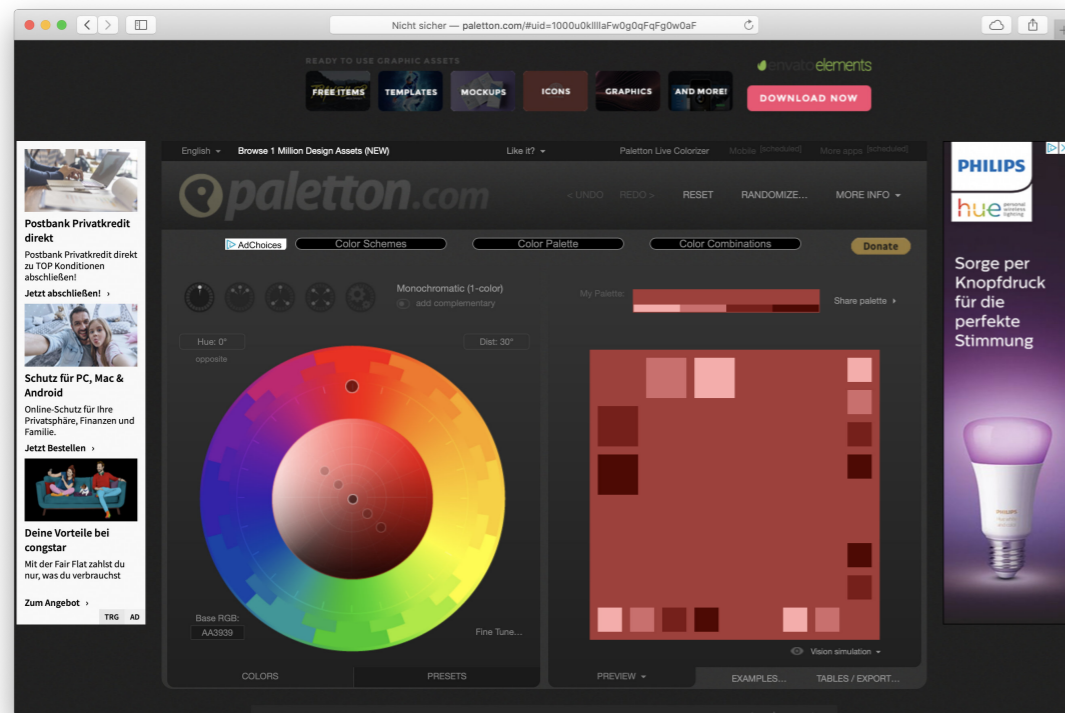 Nicht sicher — paletton.com/#uid=1000u0kllllaFw0g0qFqFg0w0aF
READY TO USE GRAPHIC ASSETS
FREE ITEMS
TEMPLATES
MOCKUPS
ICONS
GRAPHICS
AND MORE!
envato elements
DOWNLOAD NOW
English
Browse 1 Million Design Assets (NEW)
Like it?
Paletton Live Colorizer
Mobile [scheduled]
More apps [scheduled]
paletton.com
< UNDO
REDO >
RESET
RANDOMIZE...
MORE INFO
AdChoices
Color Schemes
Color Palette
Color Combinations
Donate
Monochromatic (1-color)
add complementary
My Palette:
Share palette
Hue: 0°
opposite
Dist: 30°
Base RGB:
AA3939
Fine Tune...
Vision simulation
COLORS
PRESETS
PREVIEW
EXAMPLES...
TABLES / EXPORT...
Postbank Privatkredit
direkt
Postbank Privatkredit direkt
zu TOP Konditionen
abschließen!
Jetzt abschließen! ›
Schutz für PC, Mac &
Android
Online-Schutz für Ihre
Privatsphäre, Finanzen und
Familie.
Jetzt Bestellen ›
Deine Vorteile bei
congstar
Mit der Fair Flat zahlst du
nur, was du verbrauchst
Zum Angebot ›
TRG AD
PHILIPS
hue personal
wireless
lighting
Sorge per
Knopfdruck
für die
perfekte
Stimmung
PHILIPS